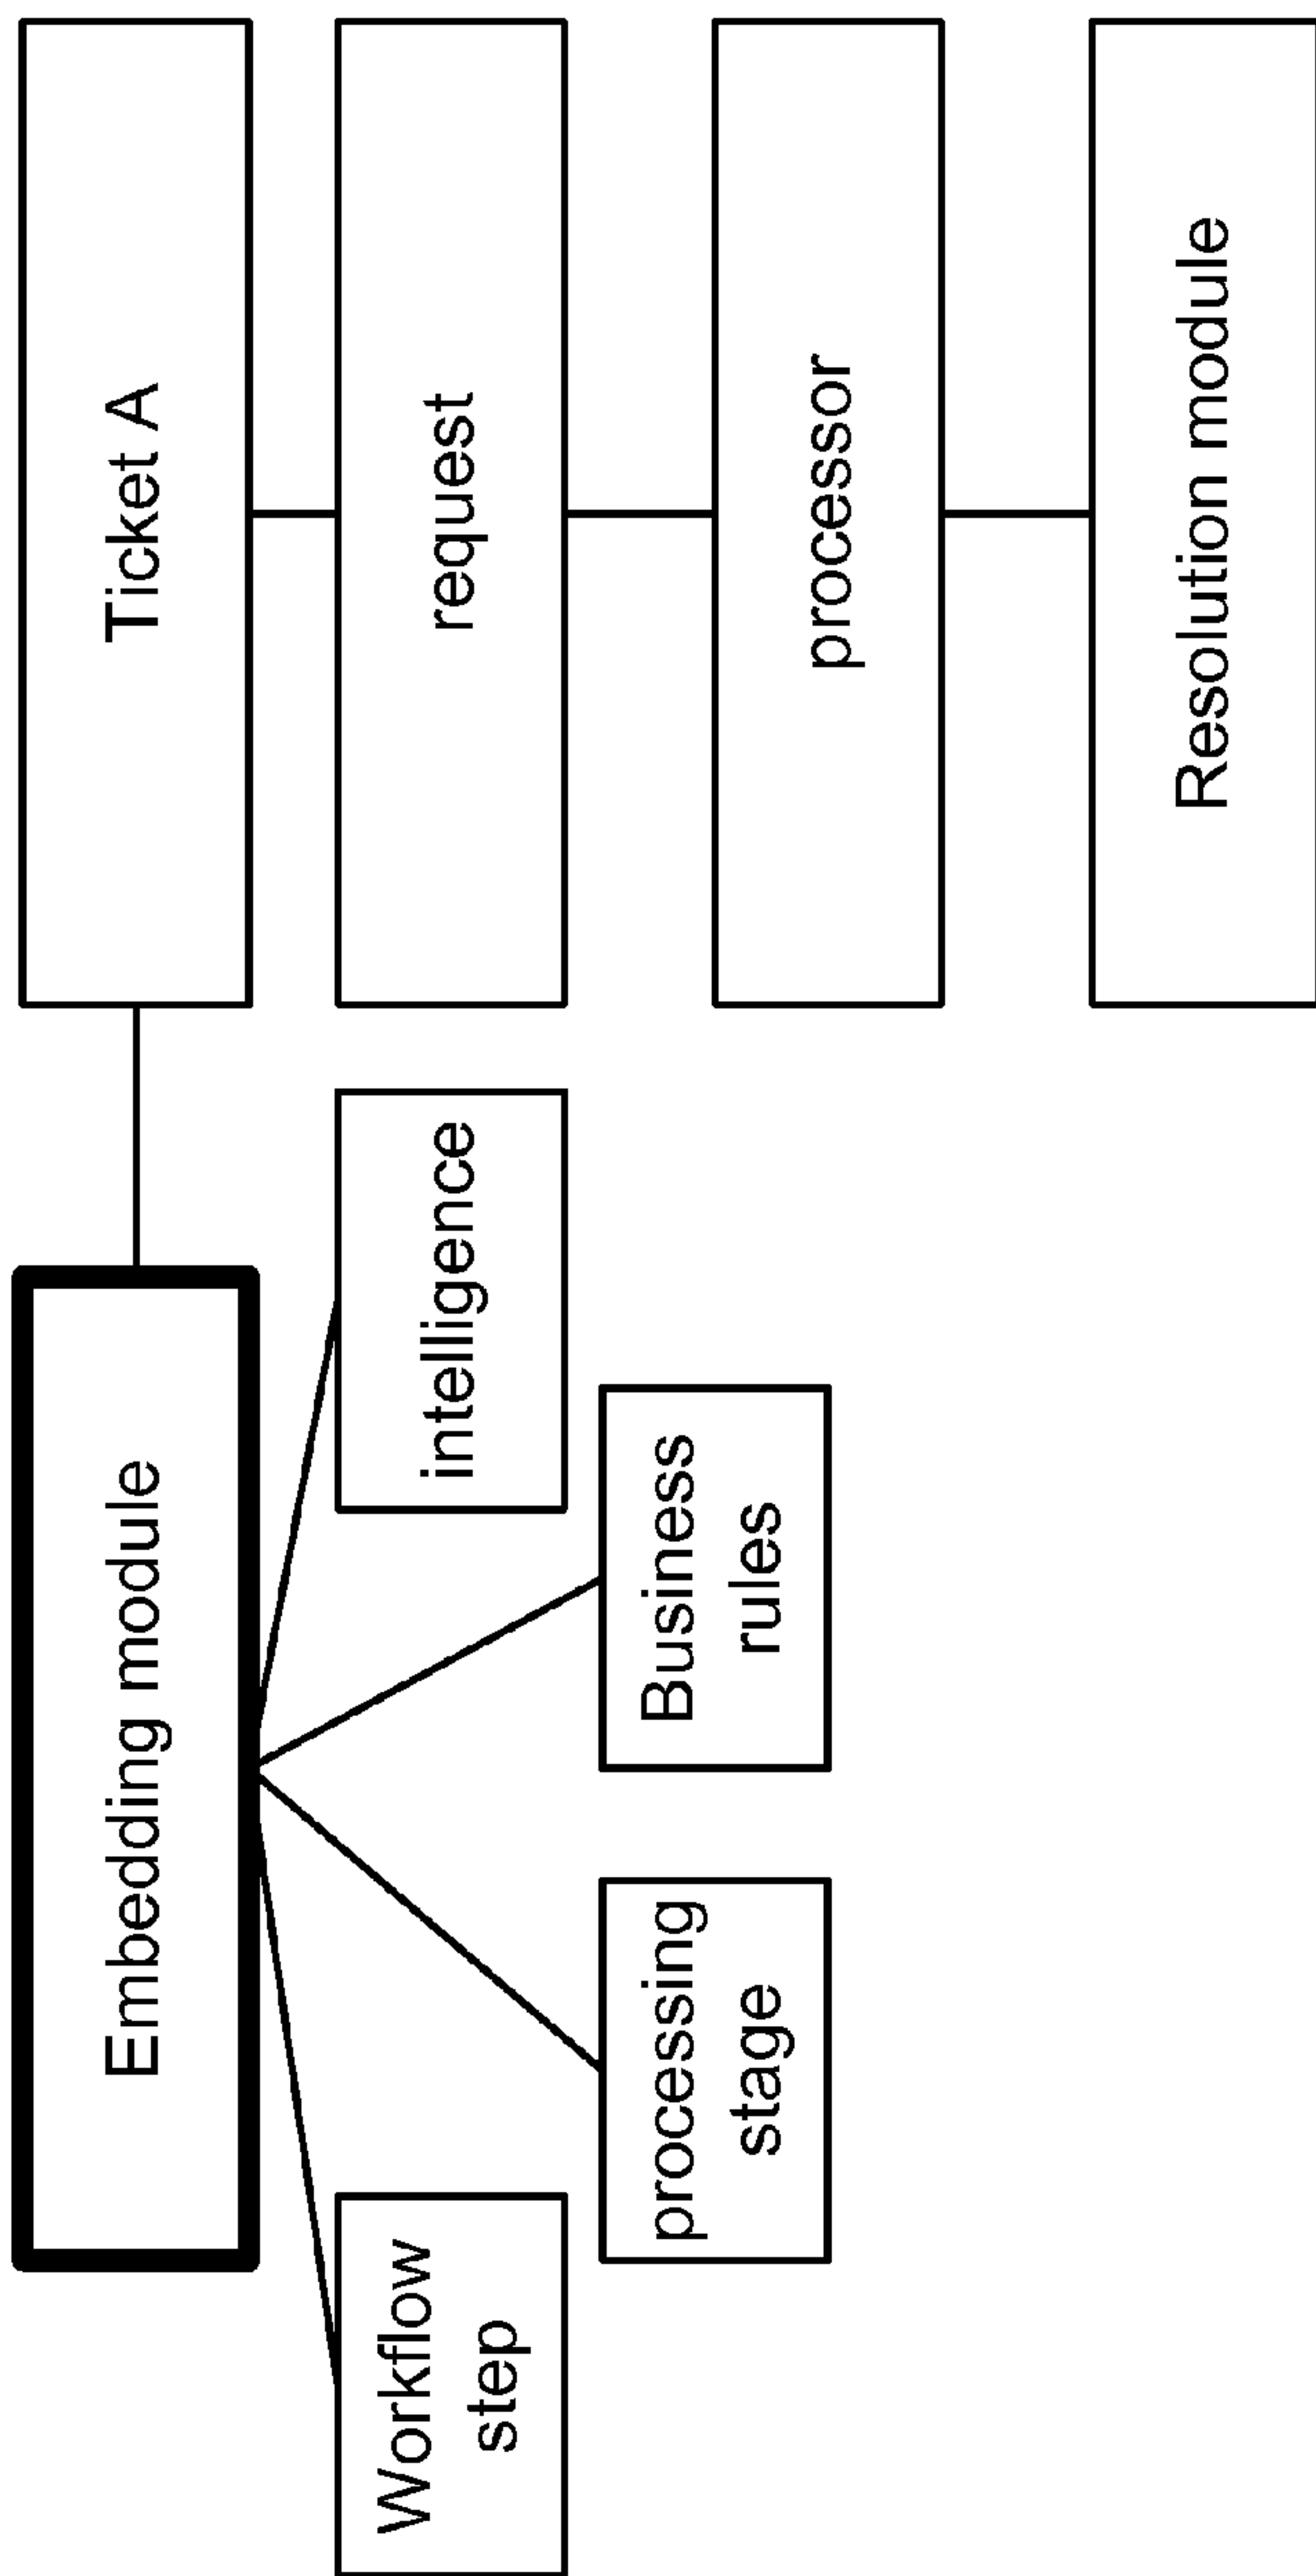 Embedding module
Ticket A
Workflow
step
intelligence
request
processing
stage
Business
rules
processor
Resolution module